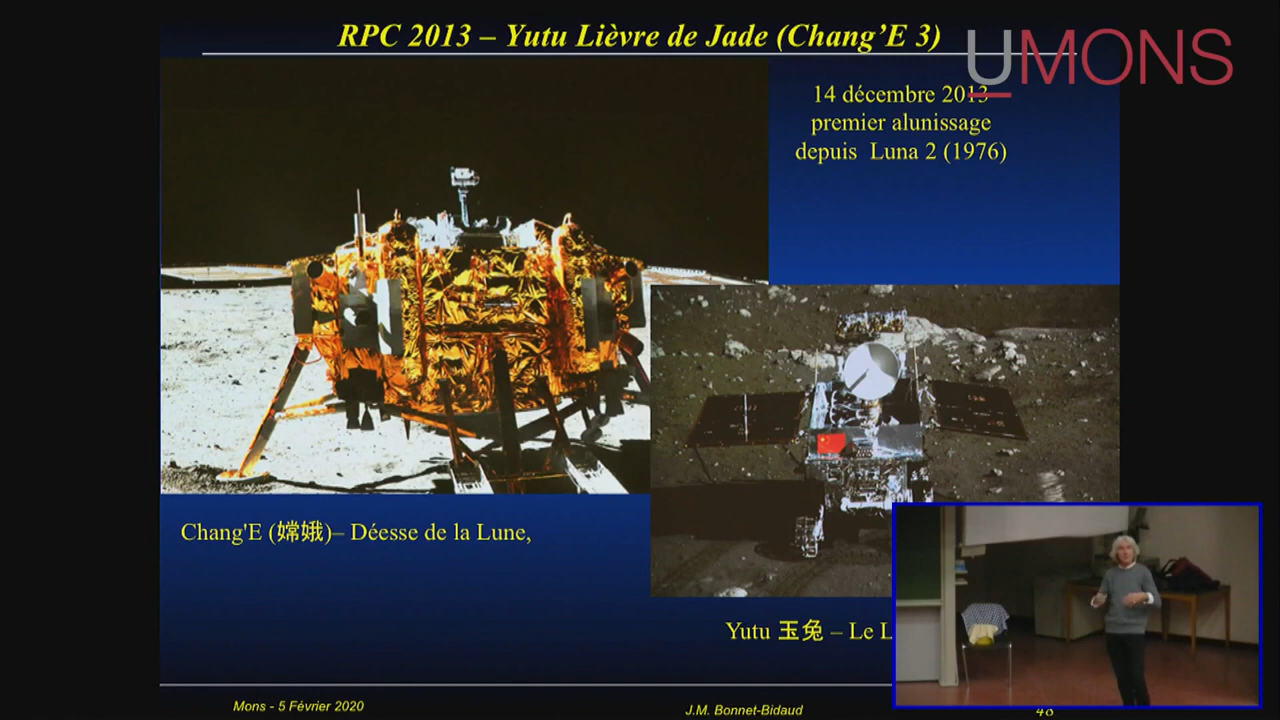 RPC 2013 – Yutu Lièvre de Jade (Chang'E 3)
UMONS
14 décembre 2013
premier alunissage
depuis Luna 2 (1976)
Chang'E (嫦娥)– Déesse de la Lune,
Yutu 玉兔 – Le L
Mons - 5 Février 2020
J.M. Bonnet-Bidaud
48